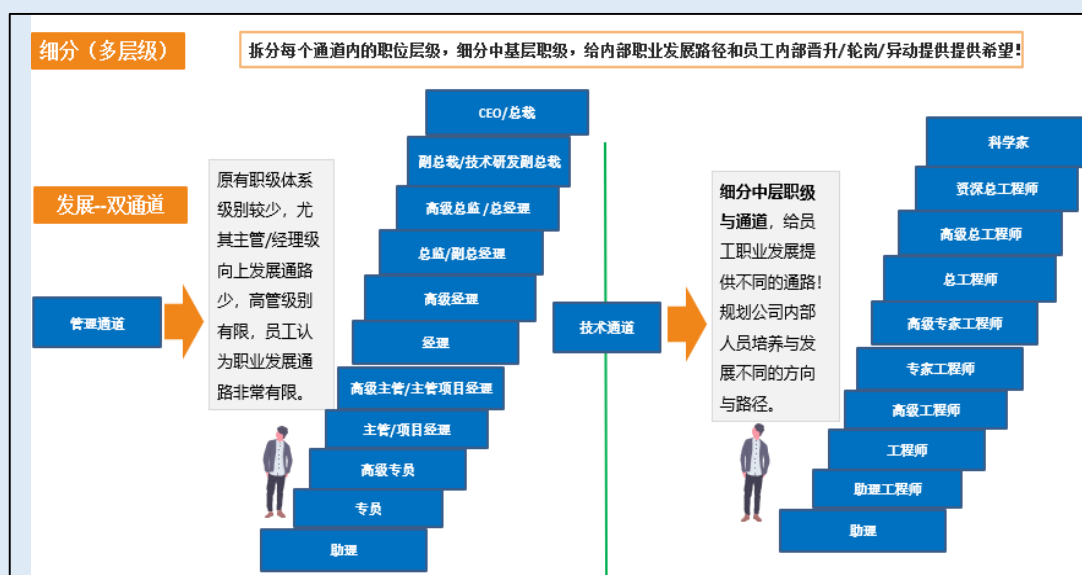 细分（多层级）
拆分每个通道内的职位层级，细分中基层职级，给内部职业发展路径和员工内部晋升/轮岗/异动提供提供希望！
发展--双通道
管理通道
原有职级体系
级别较少，尤
其主管/经理级
向上发展通路
少，高管级别
有限，员工认
为职业发展通
路非常有限。
CEO/总裁
副总裁/技术研发副总裁
高级总监/总经理
总监/副总经理
高级经理
经理
高级主管/主管项目经理
主管/项目经理
高级专员
专员
助理
技术通道
细分中层职级
与通道，给员
工职业发展提
供不同的通路！
规划公司内部
人员培养与发
展不同的方向
与路径。
科学家
资深总工程师
高级总工程师
总工程师
高级专家工程师
专家工程师
高级工程师
工程师
助理工程师
助理